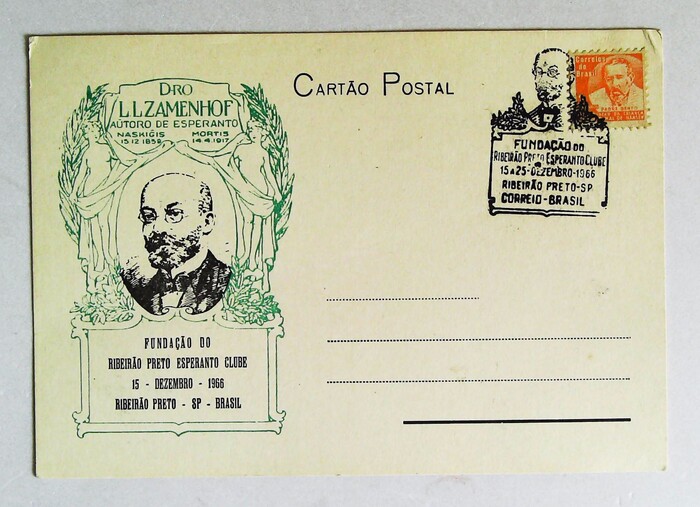 DRO
L.L.ZAMENHOF
AŬTORO DE ESPERANTO
NASKIĜIS MORTIS
15.12.1859 14.4.1917
FUNDAÇÃO DO
RIBEIRÃO PRETO ESPERANTO CLUBE
15 - DEZEMBRO - 1966
RIBEIRÃO PRETO - SP - BRASIL
CARTÃO POSTAL
Correios do
Brasil
PADRE BENTO
FUNDAÇÃO DO
RIBEIRÃO PRETO ESPERANTO CLUBE
15 A 25-DEZEMBRO-1966
RIBEIRÃO PRETO-SP
CORREIO-BRASIL